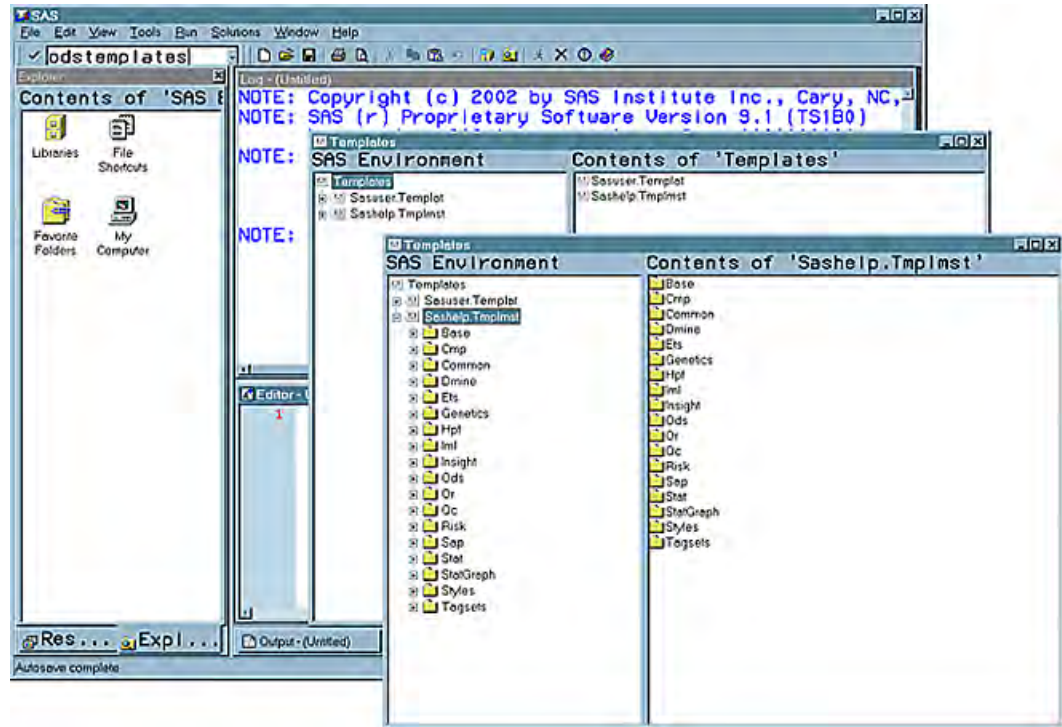 SAS
File Edit View Tools Run Solutions Window Help
odstemplates
Explorer
Contents of 'SAS E
Libraries
File Shortcuts
Favorite Folders
My Computer
Res...
Expl...
Autosave complete
Log - (Untitled)
NOTE: Copyright (c) 2002 by SAS Institute Inc., Cary, NC,
NOTE: SAS (r) Proprietary Software Version 9.1 (TS1B0)
NOTE:
NOTE:
Editor - U
1
Output - (Untitled)
Templates
SAS Environment
Templates
Sasuser.Templat
Sashelp.Tmplmst
Contents of 'Templates'
Sasuser.Templat
Sashelp.Tmplmst
Templates
SAS Environment
Templates
Sasuser.Templat
Sashelp.Tmplmst
Base
Cmp
Common
Dmine
Ets
Genetics
Hpf
Iml
Insight
Ods
Or
Qc
Risk
Sap
Stat
StatGraph
Styles
Tagsets
Contents of 'Sashelp.Tmplmst'
Base
Cmp
Common
Dmine
Ets
Genetics
Hpf
Iml
Insight
Ods
Or
Qc
Risk
Sap
Stat
StatGraph
Styles
Tagsets